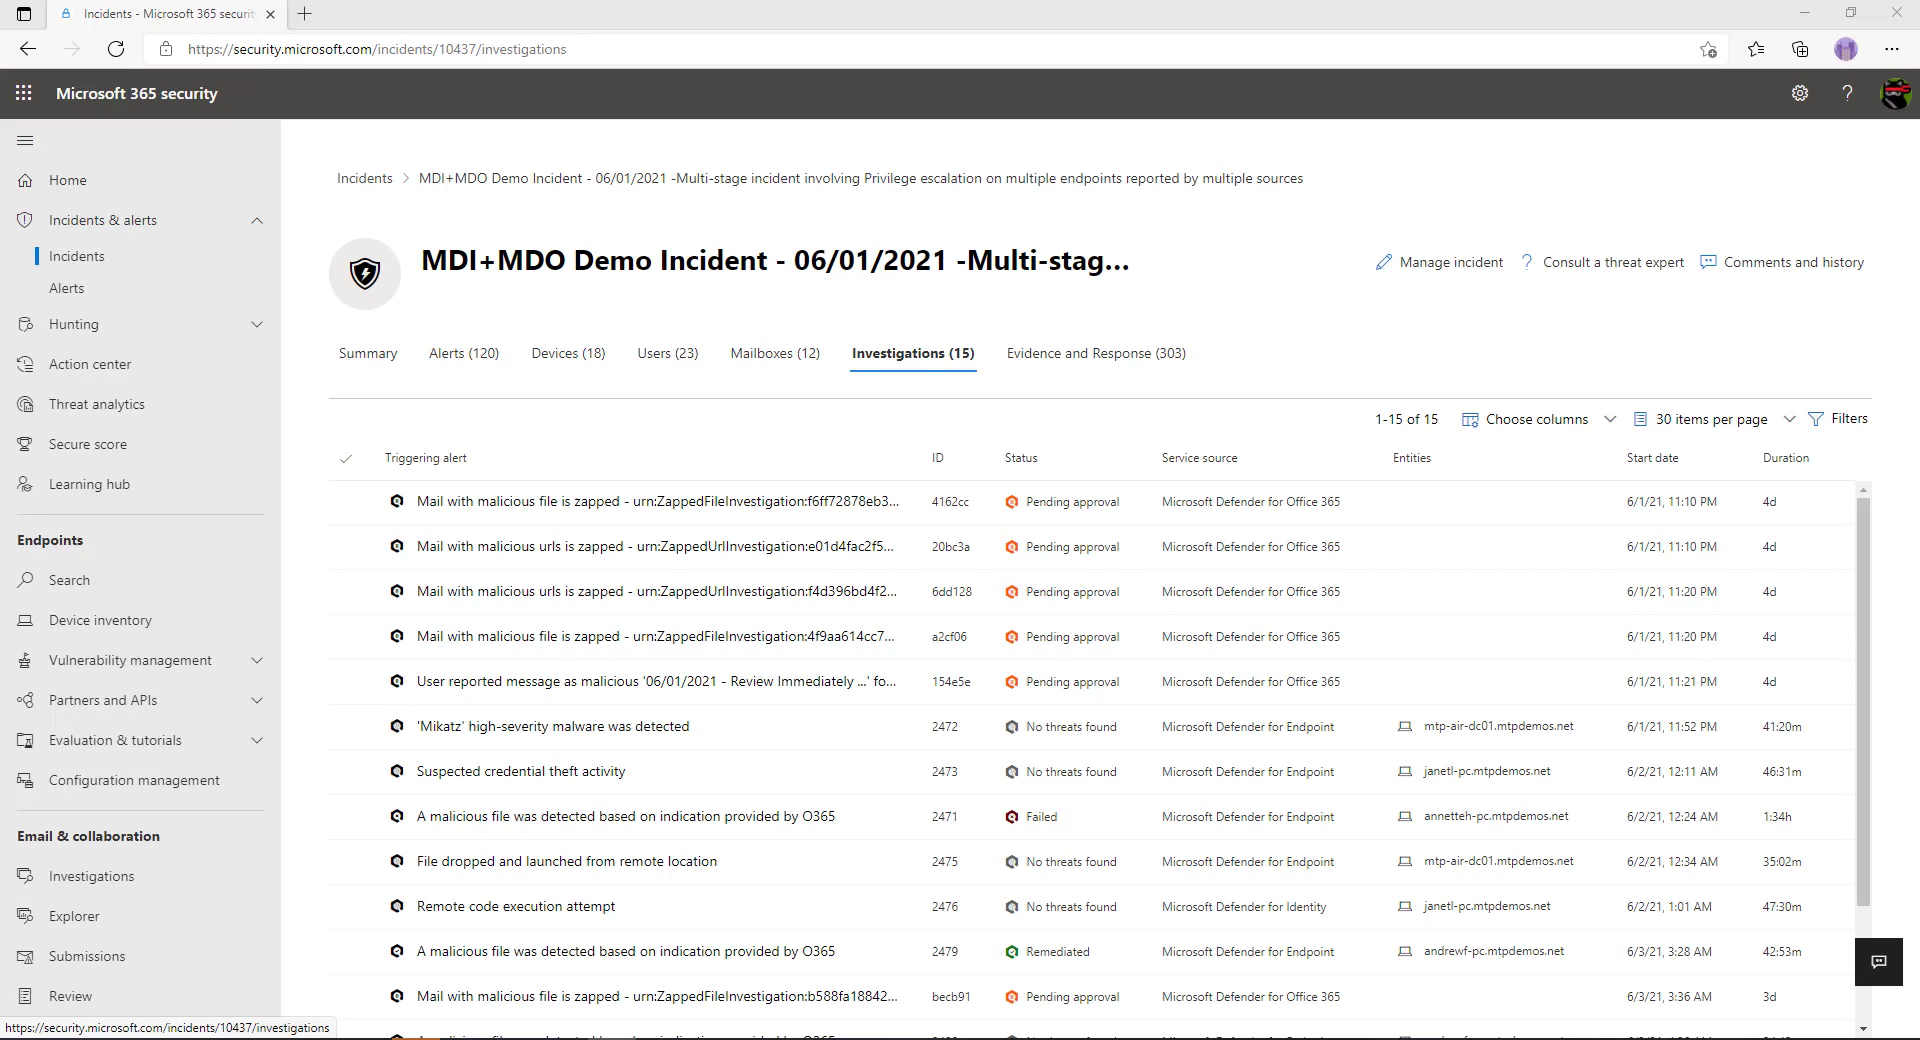 Incidents - Microsoft 365 securit
https://security.microsoft.com/incidents/10437/investigations
Microsoft 365 security
?
Home
Incidents & alerts
Incidents
Alerts
Hunting
Action center
Threat analytics
Secure score
Learning hub
Endpoints
Search
Device inventory
Vulnerability management
Partners and APIs
Evaluation & tutorials
Configuration management
Email & collaboration
Investigations
Explorer
Submissions
Review
https://security.microsoft.com/incidents/10437/investigations
Incidents > MDI+MDO Demo Incident - 06/01/2021 -Multi-stage incident involving Privilege escalation on multiple endpoints reported by multiple sources
MDI+MDO Demo Incident - 06/01/2021 -Multi-stag...
Manage incident ? Consult a threat expert Comments and history
Summary Alerts (120) Devices (18) Users (23) Mailboxes (12) Investigations (15) Evidence and Response (303)
1-15 of 15 Choose columns 30 items per page Filters
Triggering alert ID Status Service source Entities Start date Duration
Mail with malicious file is zapped - urn:ZappedFileInvestigation:f6ff72878eb3... 4162cc Pending approval Microsoft Defender for Office 365 6/1/21, 11:10 PM 4d
Mail with malicious urls is zapped - urn:ZappedUrlInvestigation:e01d4fac2f5... 20bc3a Pending approval Microsoft Defender for Office 365 6/1/21, 11:10 PM 4d
Mail with malicious urls is zapped - urn:ZappedUrlInvestigation:f4d396bd4f2... 6dd128 Pending approval Microsoft Defender for Office 365 6/1/21, 11:20 PM 4d
Mail with malicious file is zapped - urn:ZappedFileInvestigation:4f9aa614cc7... a2cf06 Pending approval Microsoft Defender for Office 365 6/1/21, 11:20 PM 4d
User reported message as malicious '06/01/2021 - Review Immediately ...' fo... 154e5e Pending approval Microsoft Defender for Office 365 6/1/21, 11:21 PM 4d
'Mikatz' high-severity malware was detected 2472 No threats found Microsoft Defender for Endpoint mtp-air-dc01.mtpdemos.net 6/1/21, 11:52 PM 41:20m
Suspected credential theft activity 2473 No threats found Microsoft Defender for Endpoint janetl-pc.mtpdemos.net 6/2/21, 12:11 AM 46:31m
A malicious file was detected based on indication provided by O365 2471 Failed Microsoft Defender for Endpoint annetteh-pc.mtpdemos.net 6/2/21, 12:24 AM 1:34h
File dropped and launched from remote location 2475 No threats found Microsoft Defender for Endpoint mtp-air-dc01.mtpdemos.net 6/2/21, 12:34 AM 35:02m
Remote code execution attempt 2476 No threats found Microsoft Defender for Identity janetl-pc.mtpdemos.net 6/2/21, 1:01 AM 47:30m
A malicious file was detected based on indication provided by O365 2479 Remediated Microsoft Defender for Endpoint andrewf-pc.mtpdemos.net 6/3/21, 3:28 AM 42:53m
Mail with malicious file is zapped - urn:ZappedFileInvestigation:b588fa18842... becb91 Pending approval Microsoft Defender for Office 365 6/3/21, 3:36 AM 3d